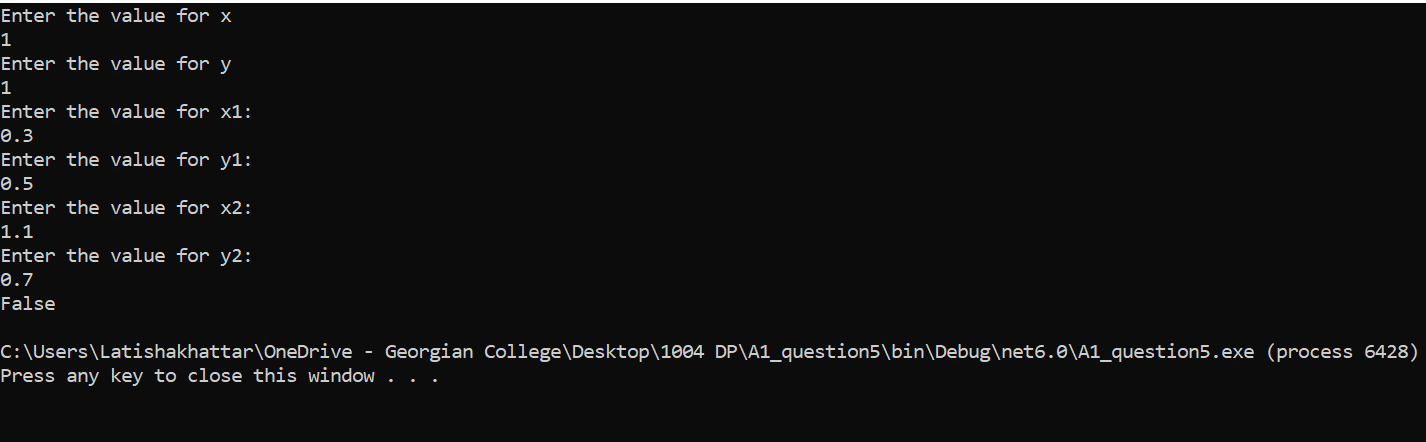 Enter the value for x
1
Enter the value for y
1
Enter the value for x1:
0.3
Enter the value for y1:
0.5
Enter the value for x2:
1.1
Enter the value for y2:
0.7
False
C:\Users\Latishakhattar\OneDrive - Georgian College\Desktop\1004 DP\A1_question5\bin\Debug\net6.0\A1_question5.exe (process 6428)
Press any key to close this window . . .